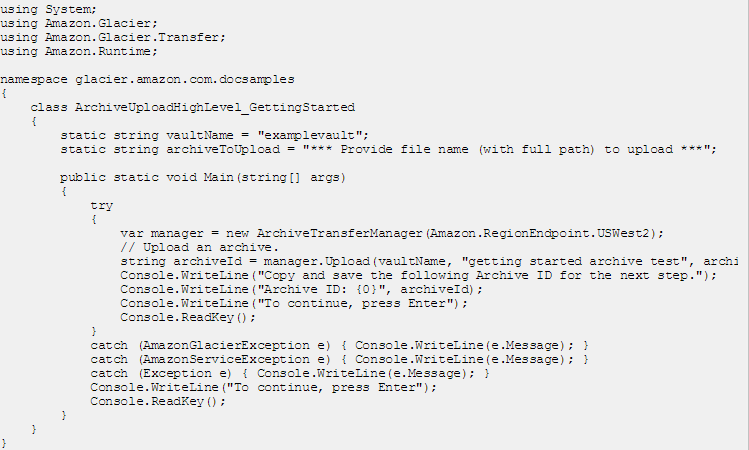 using System;
using Amazon.Glacier;
using Amazon.Glacier.Transfer;
using Amazon.Runtime;

namespace glacier.amazon.com.docsamples
{
    class ArchiveUploadHighLevel_GettingStarted
    {
        static string vaultName = "examplevault";
        static string archiveToUpload = "*** Provide file name (with full path) to upload ***";

        public static void Main(string[] args)
        {
            try
            {
                var manager = new ArchiveTransferManager(Amazon.RegionEndpoint.USWest2);
                // Upload an archive.
                string archiveId = manager.Upload(vaultName, "getting started archive test", archi
                Console.WriteLine("Copy and save the following Archive ID for the next step.");
                Console.WriteLine("Archive ID: {0}", archiveId);
                Console.WriteLine("To continue, press Enter");
                Console.ReadKey();
            }
            catch (AmazonGlacierException e) { Console.WriteLine(e.Message); }
            catch (AmazonServiceException e) { Console.WriteLine(e.Message); }
            catch (Exception e) { Console.WriteLine(e.Message); }
            Console.WriteLine("To continue, press Enter");
            Console.ReadKey();
        }
    }
}